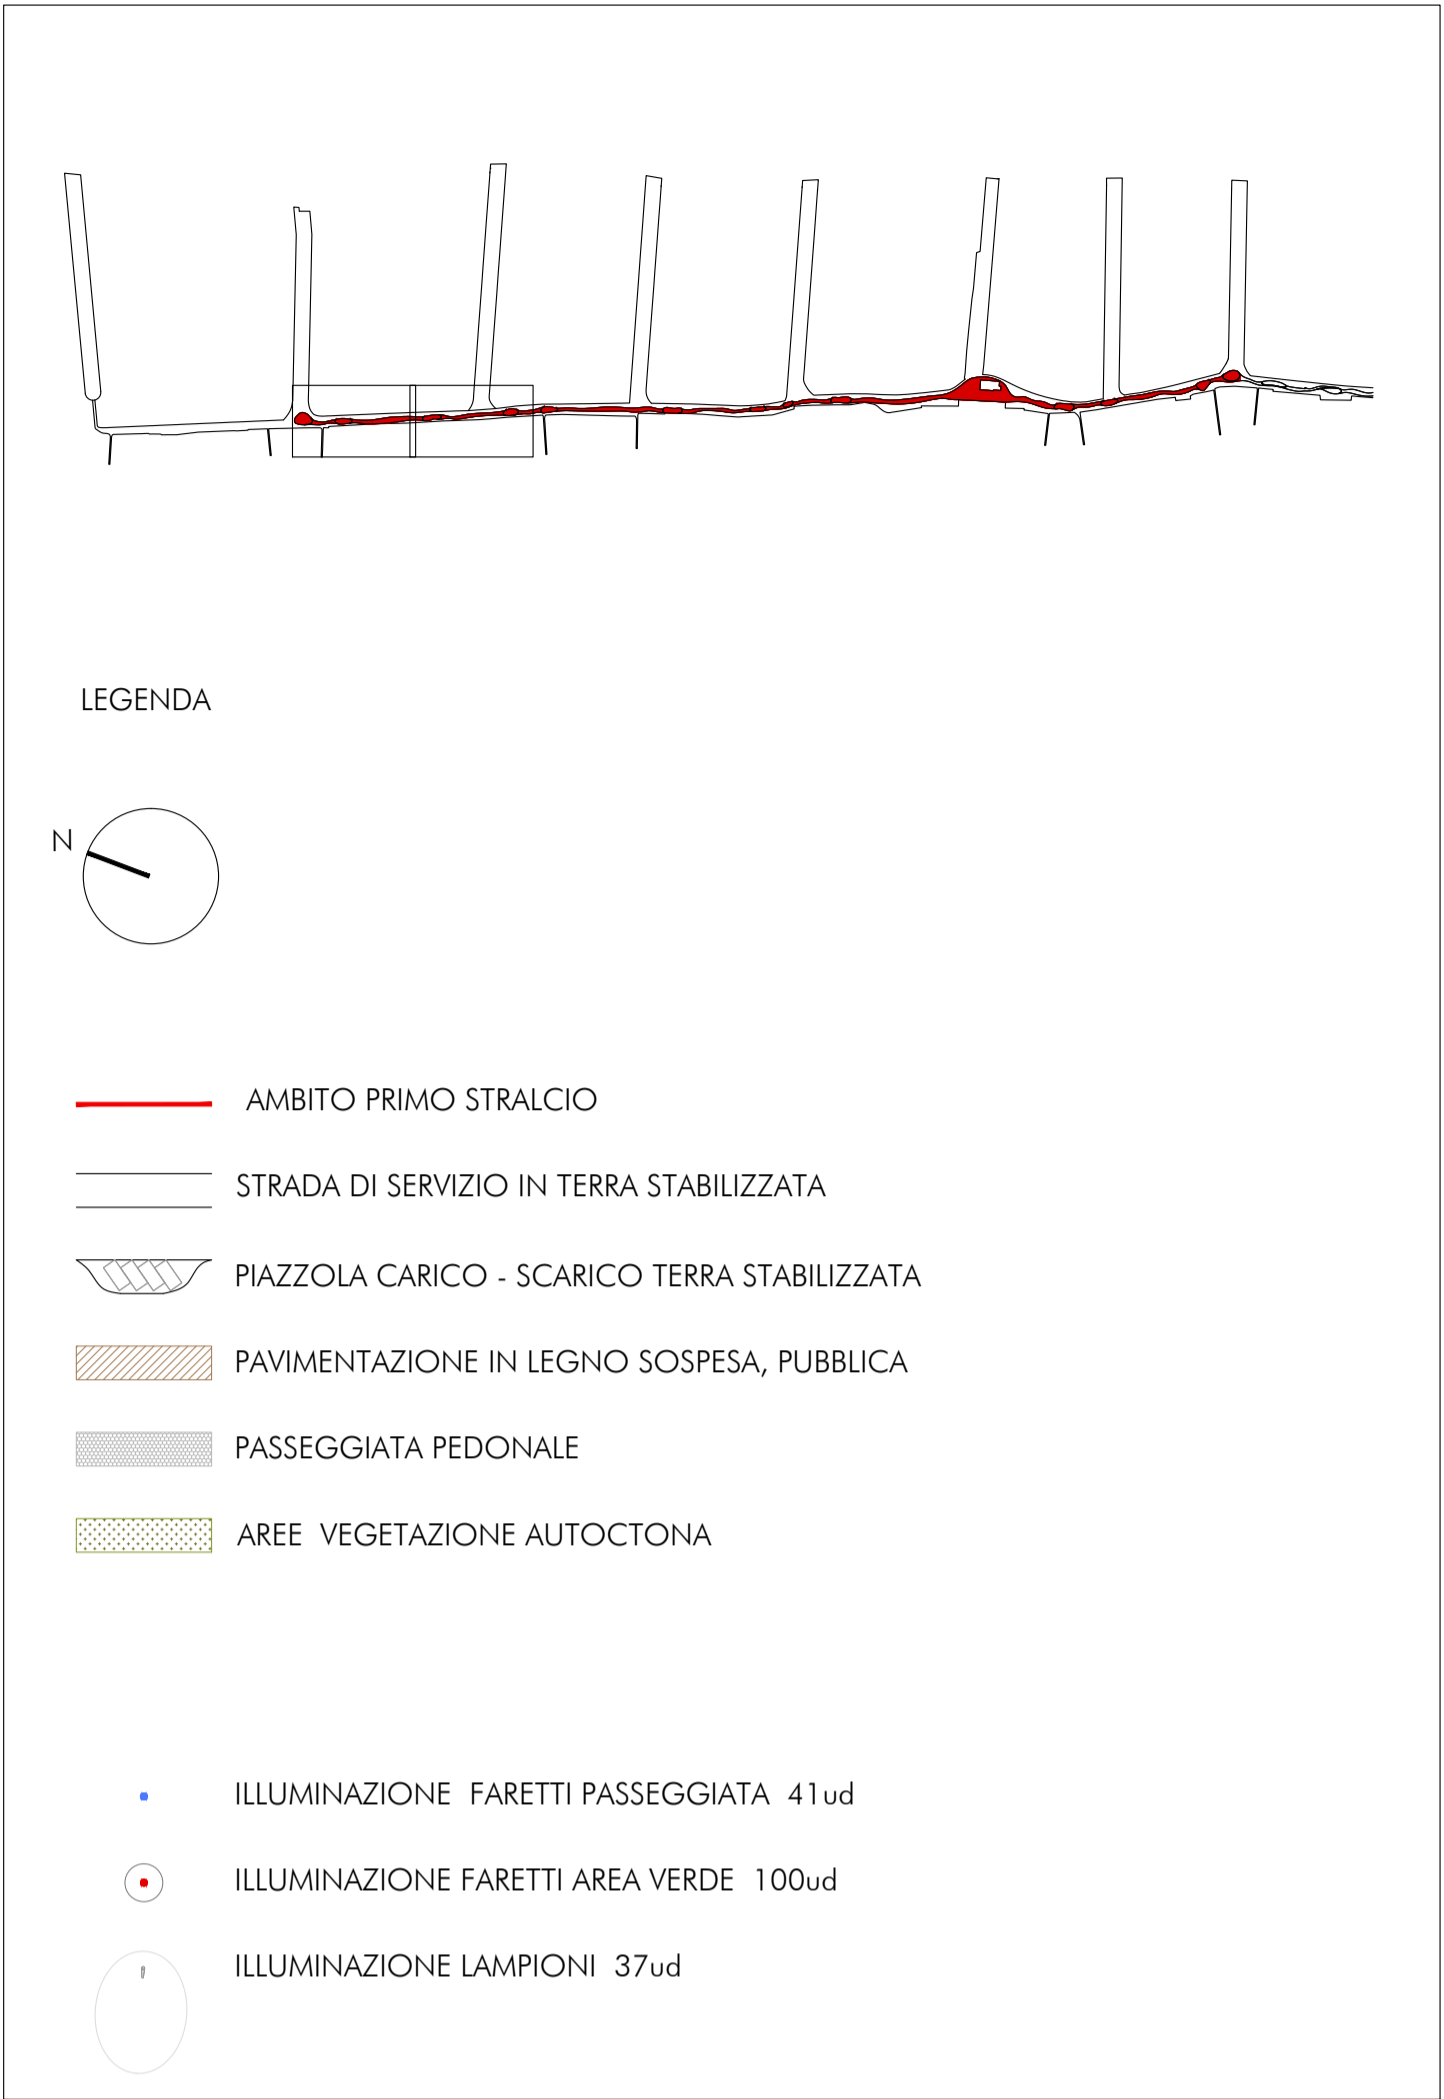 LEGENDA
N
AMBITO PRIMO STRALCIO
STRADA DI SERVIZIO IN TERRA STABILIZZATA
PIAZZOLA CARICO - SCARICO TERRA STABILIZZATA
PAVIMENTAZIONE IN LEGNO SOSPESA, PUBBLICA
PASSEGGIATA PEDONALE
AREE VEGETAZIONE AUTOCTONA
ILLUMINAZIONE FARETTI PASSEGGIATA 41ud
ILLUMINAZIONE FARETTI AREA VERDE 100ud
ILLUMINAZIONE LAMPIONI 37ud